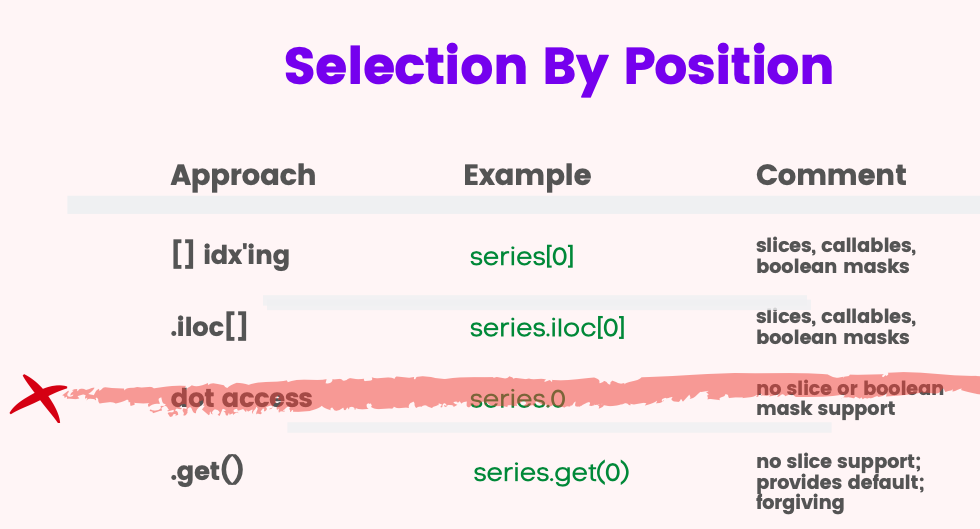 Selection By Position
Approach Example Comment
[] idx'ing series[0] slices, callables,
boolean masks
.iloc[] series.iloc[0] slices, callables,
boolean masks
dot access series.0 no slice or boolean
mask support
.get() series.get(0) no slice support;
provides default;
forgiving